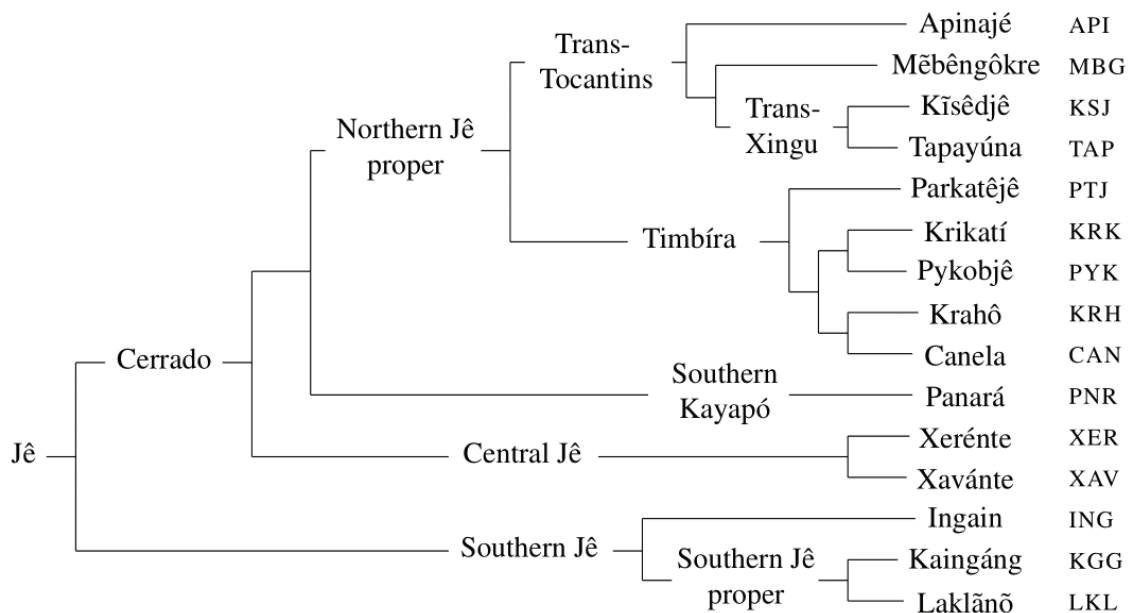 Apinajé API
Trans-
Tocantins
Mẽbêngôkre MBG
Trans-
Xingu
Kĩsêdjê KSJ
Tapayúna TAP
Northern Jê
proper
Parkatêjê PTJ
Timbíra
Krikatí KRK
Pykobjê PYK
Krahô KRH
Canela CAN
Cerrado
Southern
Kayapó
Panará PNR
Jê
Central Jê
Xerénte XER
Xavánte XAV
Southern Jê
Ingain ING
Southern Jê
proper
Kaingáng KGG
Laklãnõ LKL